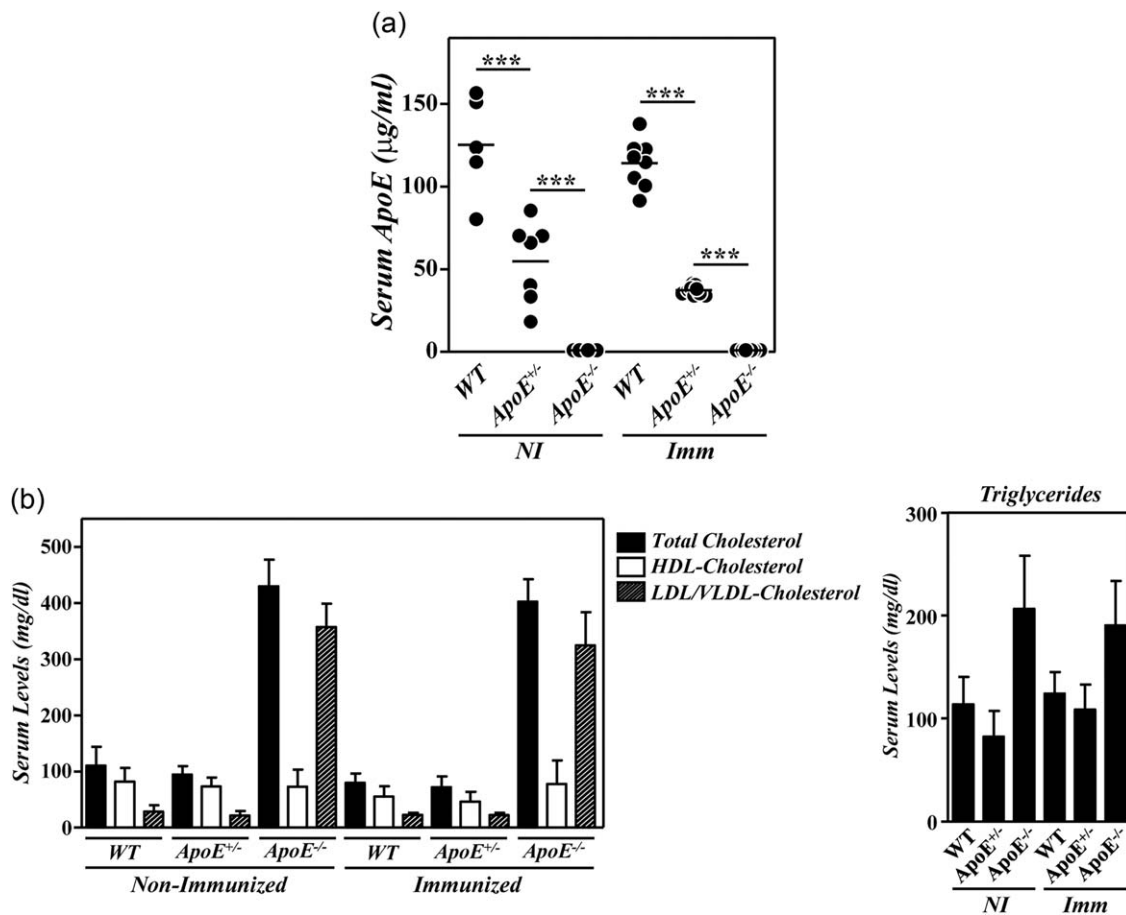 (a)
Serum ApoE (μg/ml)
150
100
50
0
***
***
***
***
WT
ApoE+/-
ApoE-/-
WT
ApoE+/-
ApoE-/-
NI
Imm
(b)
Serum Levels (mg/dl)
500
400
300
200
100
0
WT
ApoE+/-
ApoE-/-
WT
ApoE+/-
ApoE-/-
Non-Immunized
Immunized
Total Cholesterol
HDL-Cholesterol
LDL/VLDL-Cholesterol
Triglycerides
Serum Levels (mg/dl)
300
200
100
0
WT
ApoE+/-
ApoE-/-
WT
ApoE+/-
ApoE-/-
NI
Imm